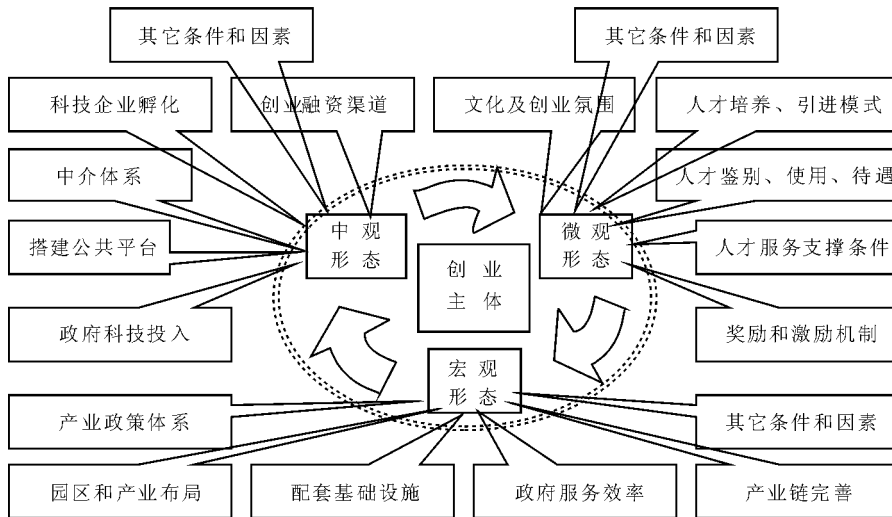 其它条件和因素
其它条件和因素
科技企业孵化
创业融资渠道
文化及创业氛围
人才培养、引进模式
中介体系
人才鉴别、使用、待遇
中观
形态
微观
形态
搭建公共平台
创业
主体
人才服务支撑条件
政府科技投入
奖励和激励机制
宏观
形态
产业政策体系
其它条件和因素
园区和产业布局
配套基础设施
政府服务效率
产业链完善